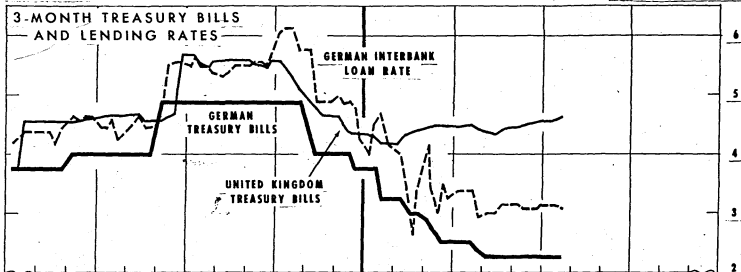 3-MONTH TREASURY BILLS
AND LENDING RATES
GERMAN INTERBANK
LOAN RATE
GERMAN
TREASURY BILLS
UNITED KINGDOM
TREASURY BILLS
6
5
4
3
2